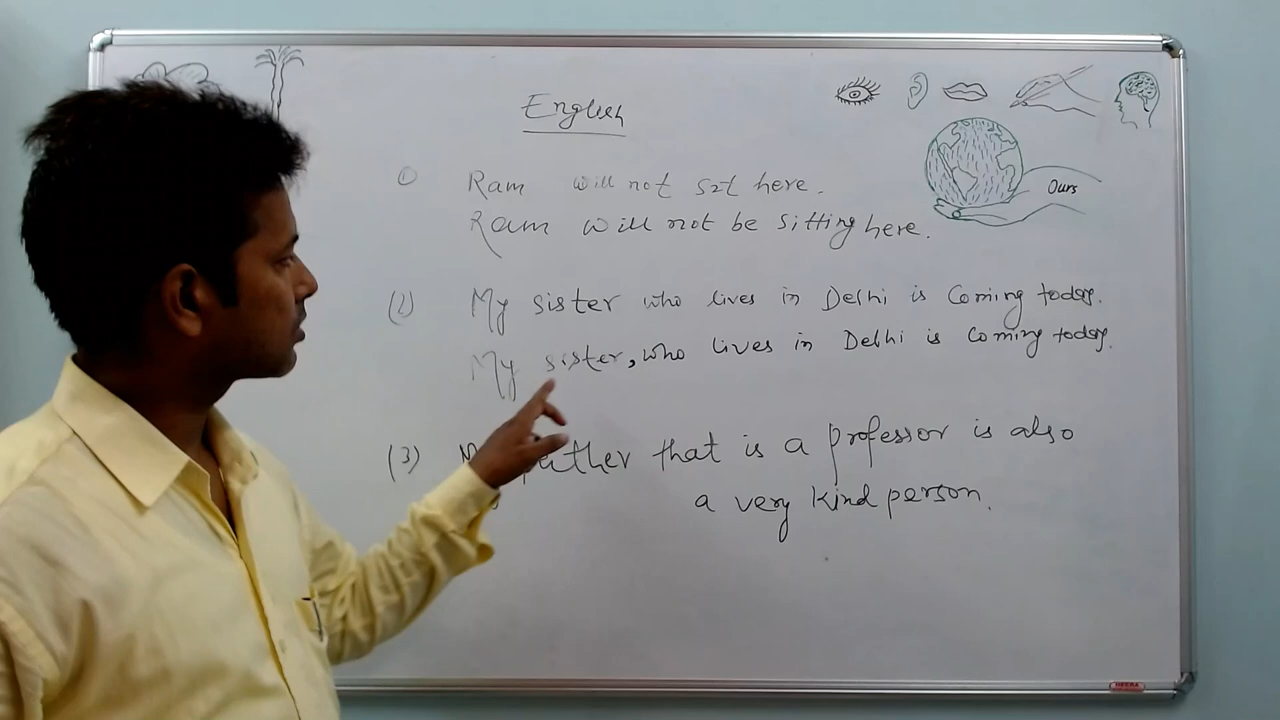 English
Ours
① Ram will not sit here.
Ram will not be sitting here.
(2) My sister who lives in Delhi is Coming today.
My sister, who lives in Delhi is Coming today.
(3) father that is a professor is also
a very kind person.